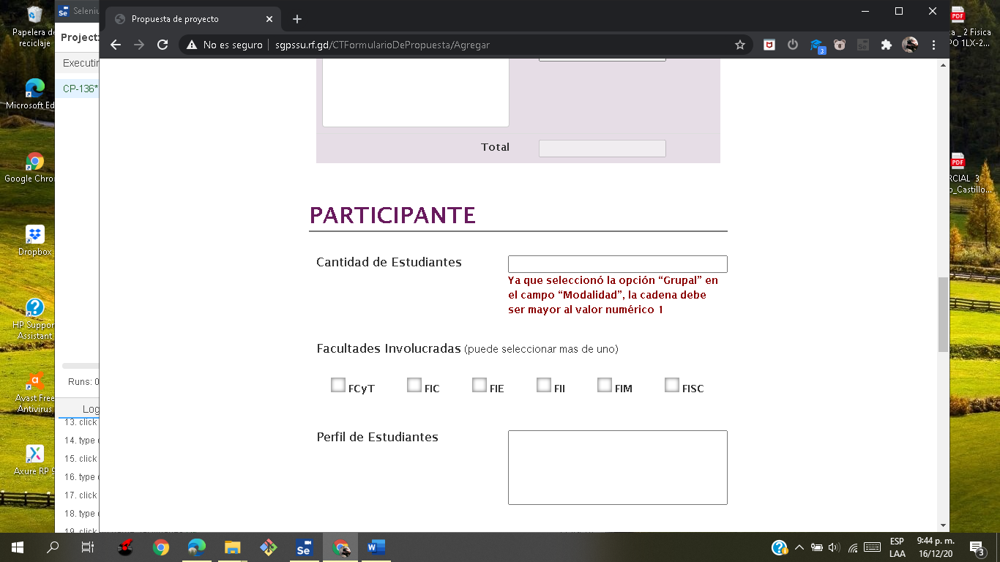 Papelera de
reciclaje
Microsoft Ed
Google Chro
Dropbox
HP Suppor
Assistant
Avast Free
Antivirus
Axure RP 9
Seleniu
Project:
Executin
CP-136*
Runs: 0
Log
13. click
14. type
15. click
16. type
17. click
18. type
19. click
Propuesta de proyecto
No es seguro
sgpssu.rf.gd/CTFormularioDePropuesta/Agregar
3
Total
PARTICIPANTE
Cantidad de Estudiantes
Ya que seleccionó la opción “Grupal” en
el campo “Modalidad”, la cadena debe
ser mayor al valor numérico 1
Facultades Involucradas (puede seleccionar mas de uno)
FCyT FIC FIE FII FIM FISC
Perfil de Estudiantes
PDF
a _ 2 Fisica
PO 1LX-2...
PDF
RCIAL 3
o_Castillo...
ESP
LAA
9:44 p. m.
16/12/20
3